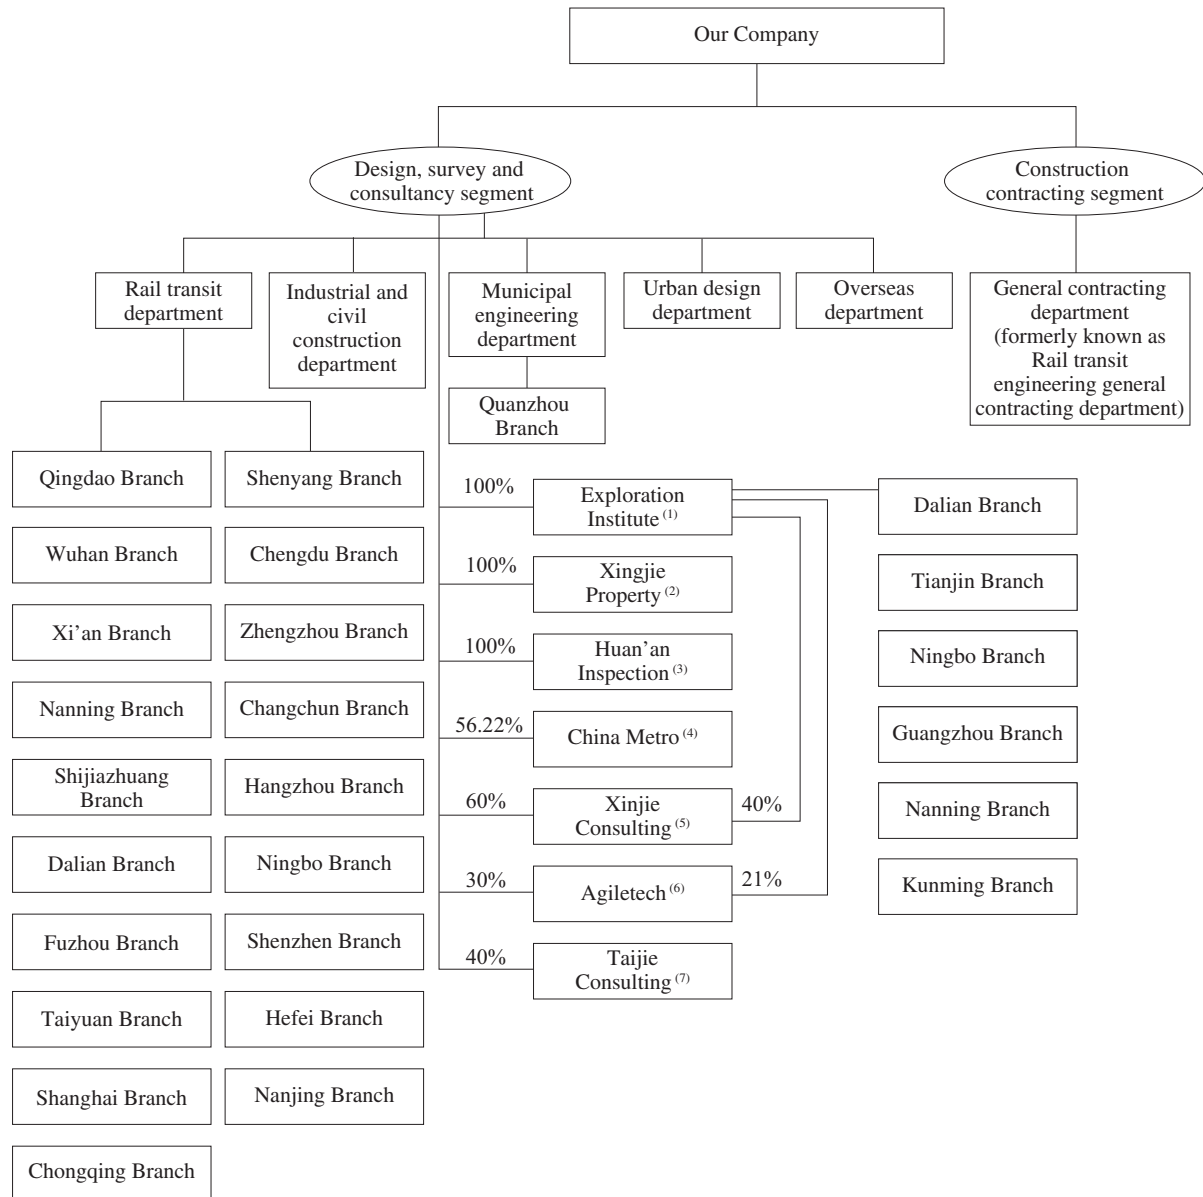 Our Company
Design, survey and
consultancy segment
Construction
contracting segment
Rail transit
department
Industrial and
civil
construction
department
Municipal
engineering
department
Urban design
department
Overseas
department
General contracting
department
(formerly known as
Rail transit
engineering general
contracting department)
Quanzhou
Branch
Qingdao Branch
Shenyang Branch
Wuhan Branch
Chengdu Branch
Xi’an Branch
Zhengzhou Branch
Nanning Branch
Changchun Branch
Shijiazhuang
Branch
Hangzhou Branch
Dalian Branch
Ningbo Branch
Fuzhou Branch
Shenzhen Branch
Taiyuan Branch
Hefei Branch
Shanghai Branch
Nanjing Branch
Chongqing Branch
100%
Exploration
Institute (1)
100%
Xingjie
Property (2)
100%
Huan’an
Inspection (3)
56.22%
China Metro (4)
60%
Xinjie
Consulting (5)
40%
30%
Agiletech (6)
21%
40%
Taijie
Consulting (7)
Dalian Branch
Tianjin Branch
Ningbo Branch
Guangzhou Branch
Nanning Branch
Kunming Branch